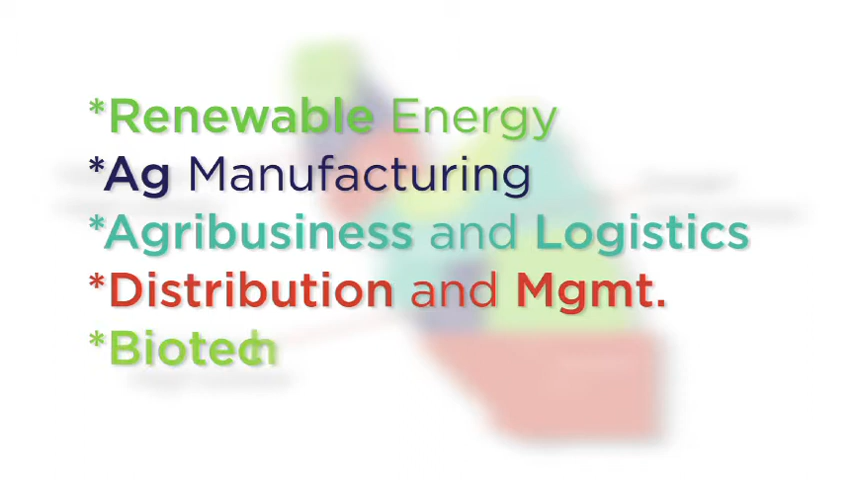 *Renewable Energy
*Ag Manufacturing
*Agribusiness and Logistics
*Distribution and Mgmt.
*Biotech